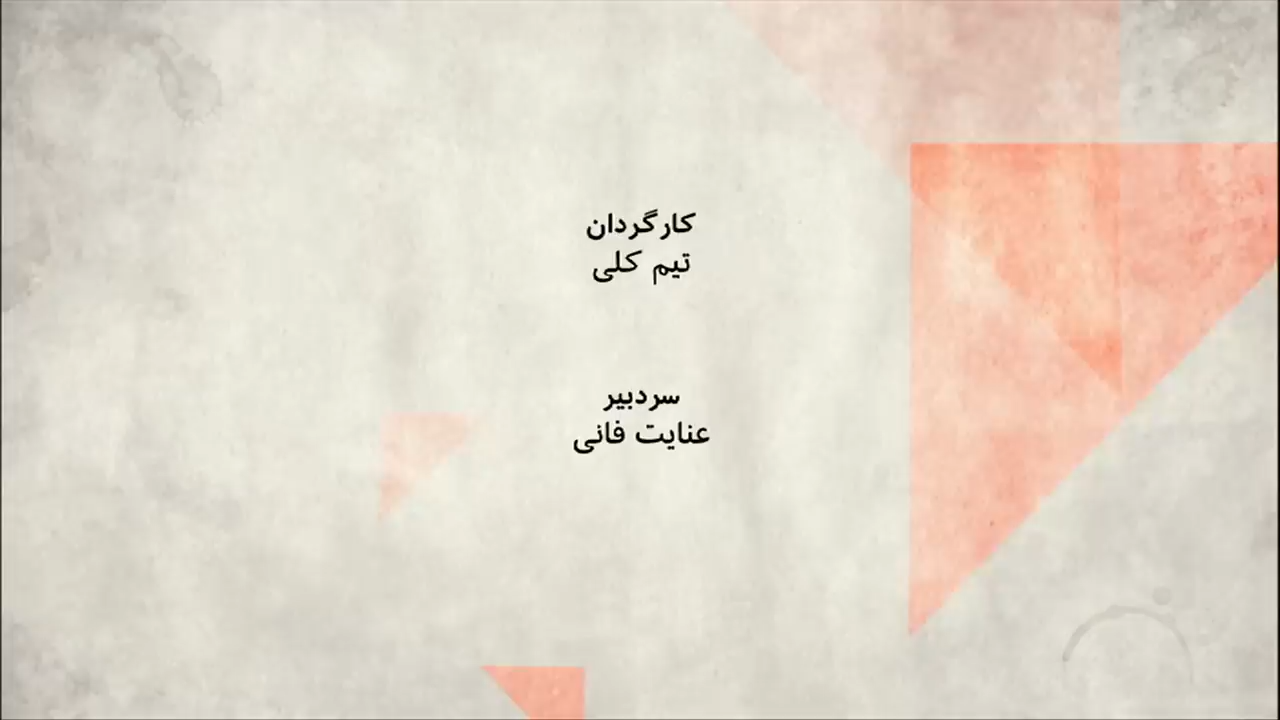 کارگردان
تیم کلی
سردبیر
عنایت فانی